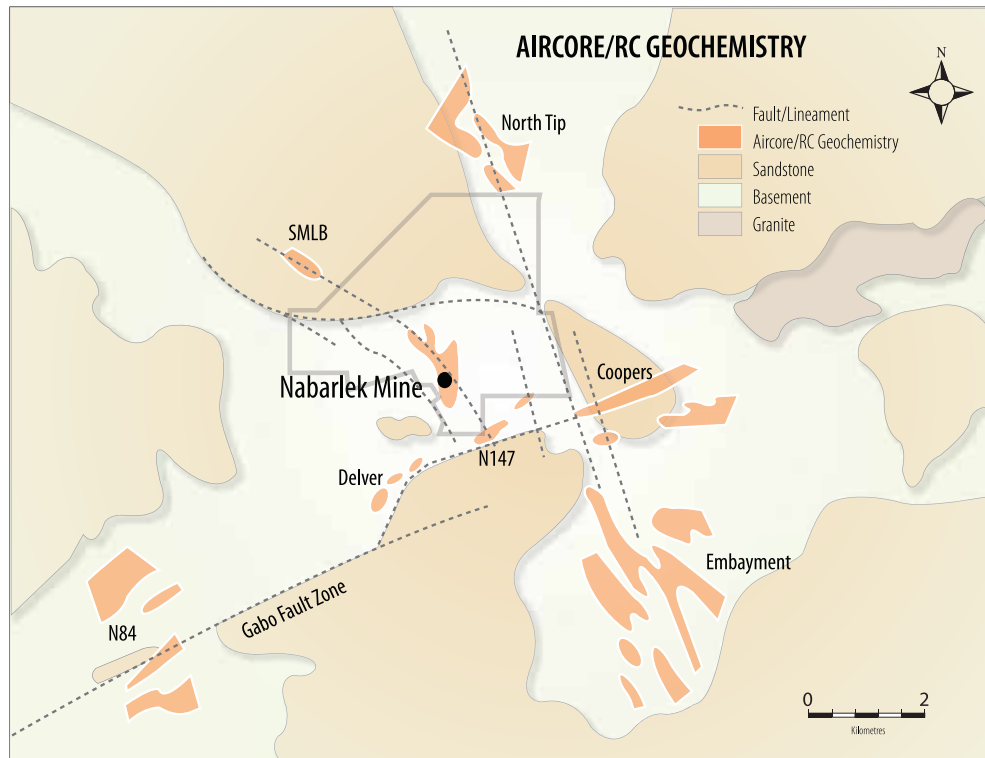 AIRCORE/RC GEOCHEMISTRY
N
Fault/Lineament
Aircore/RC Geochemistry
Sandstone
Basement
Granite
North Tip
SMLB
Coopers
Nabarlek Mine
N147
Delver
Embayment
Gabo Fault Zone
N84
0 2
Kilometres